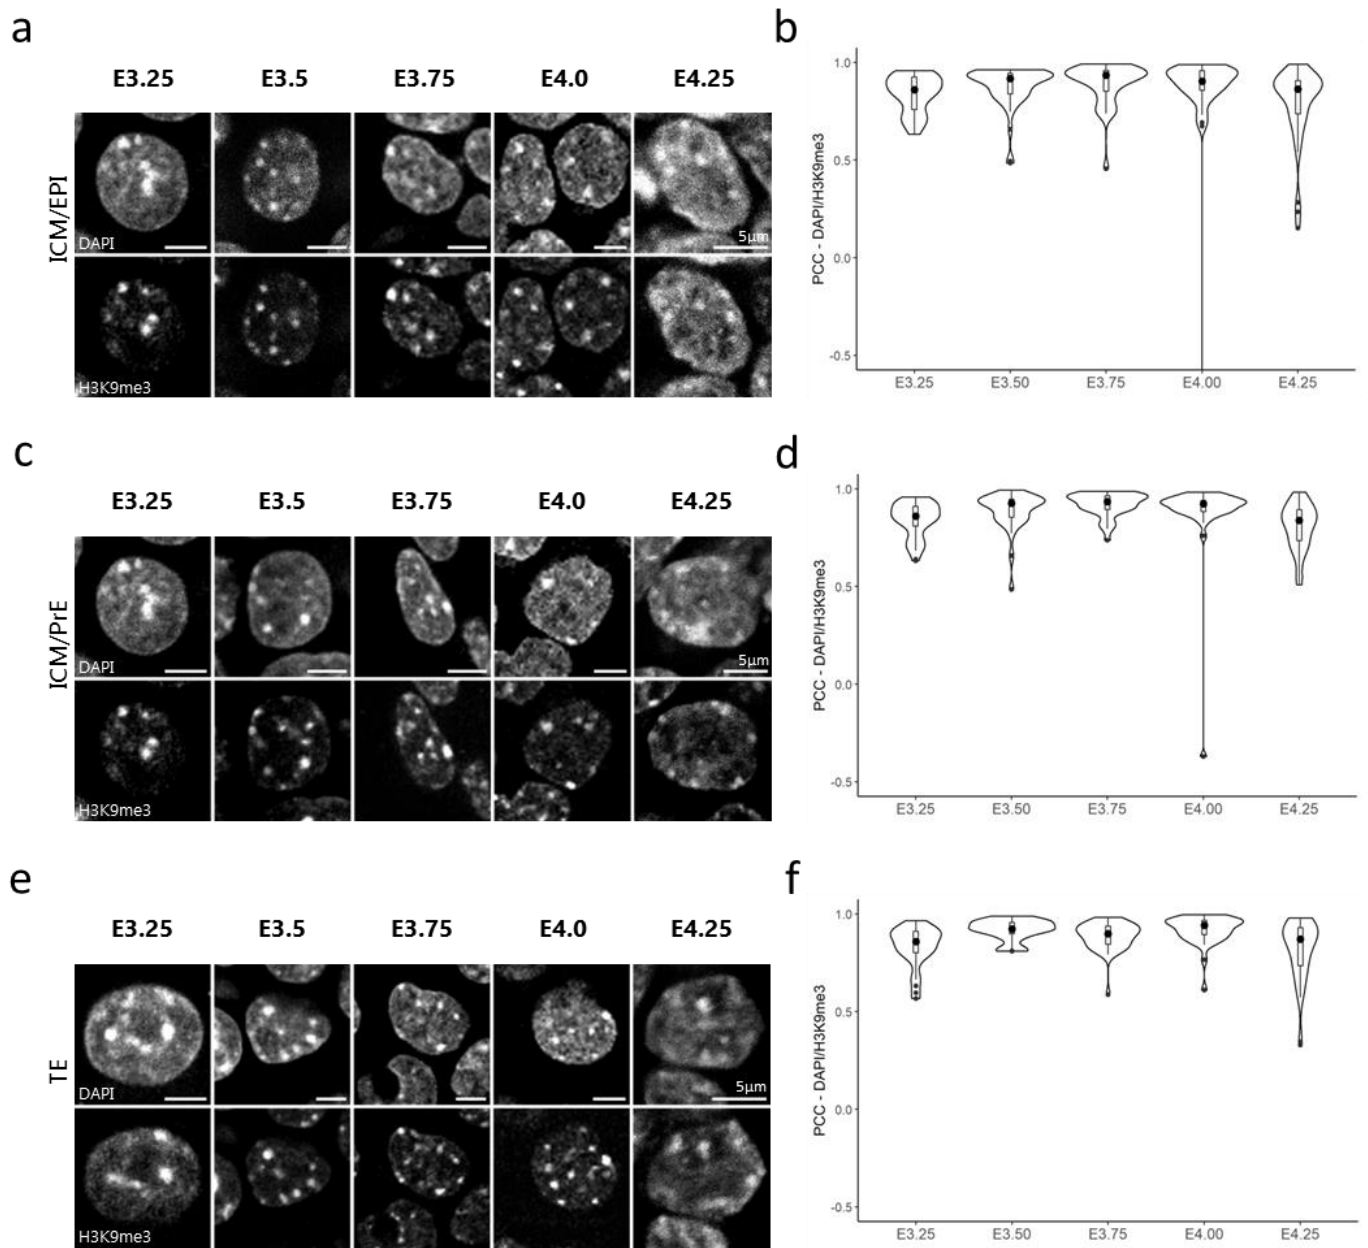 a
E3.25 E3.5 E3.75 E4.0 E4.25
ICM/EPI
DAPI
5µm
H3K9me3
b
PCC - DAPI/H3K9me3
1.0
0.5
0.0
-0.5
E3.25 E3.50 E3.75 E4.00 E4.25
c
E3.25 E3.5 E3.75 E4.0 E4.25
ICM/PrE
DAPI
5µm
H3K9me3
d
PCC - DAPI/H3K9me3
1.0
0.5
0.0
-0.5
E3.25 E3.50 E3.75 E4.00 E4.25
e
E3.25 E3.5 E3.75 E4.0 E4.25
TE
DAPI
5µm
H3K9me3
f
PCC - DAPI/H3K9me3
1.0
0.5
0.0
-0.5
E3.25 E3.50 E3.75 E4.00 E4.25